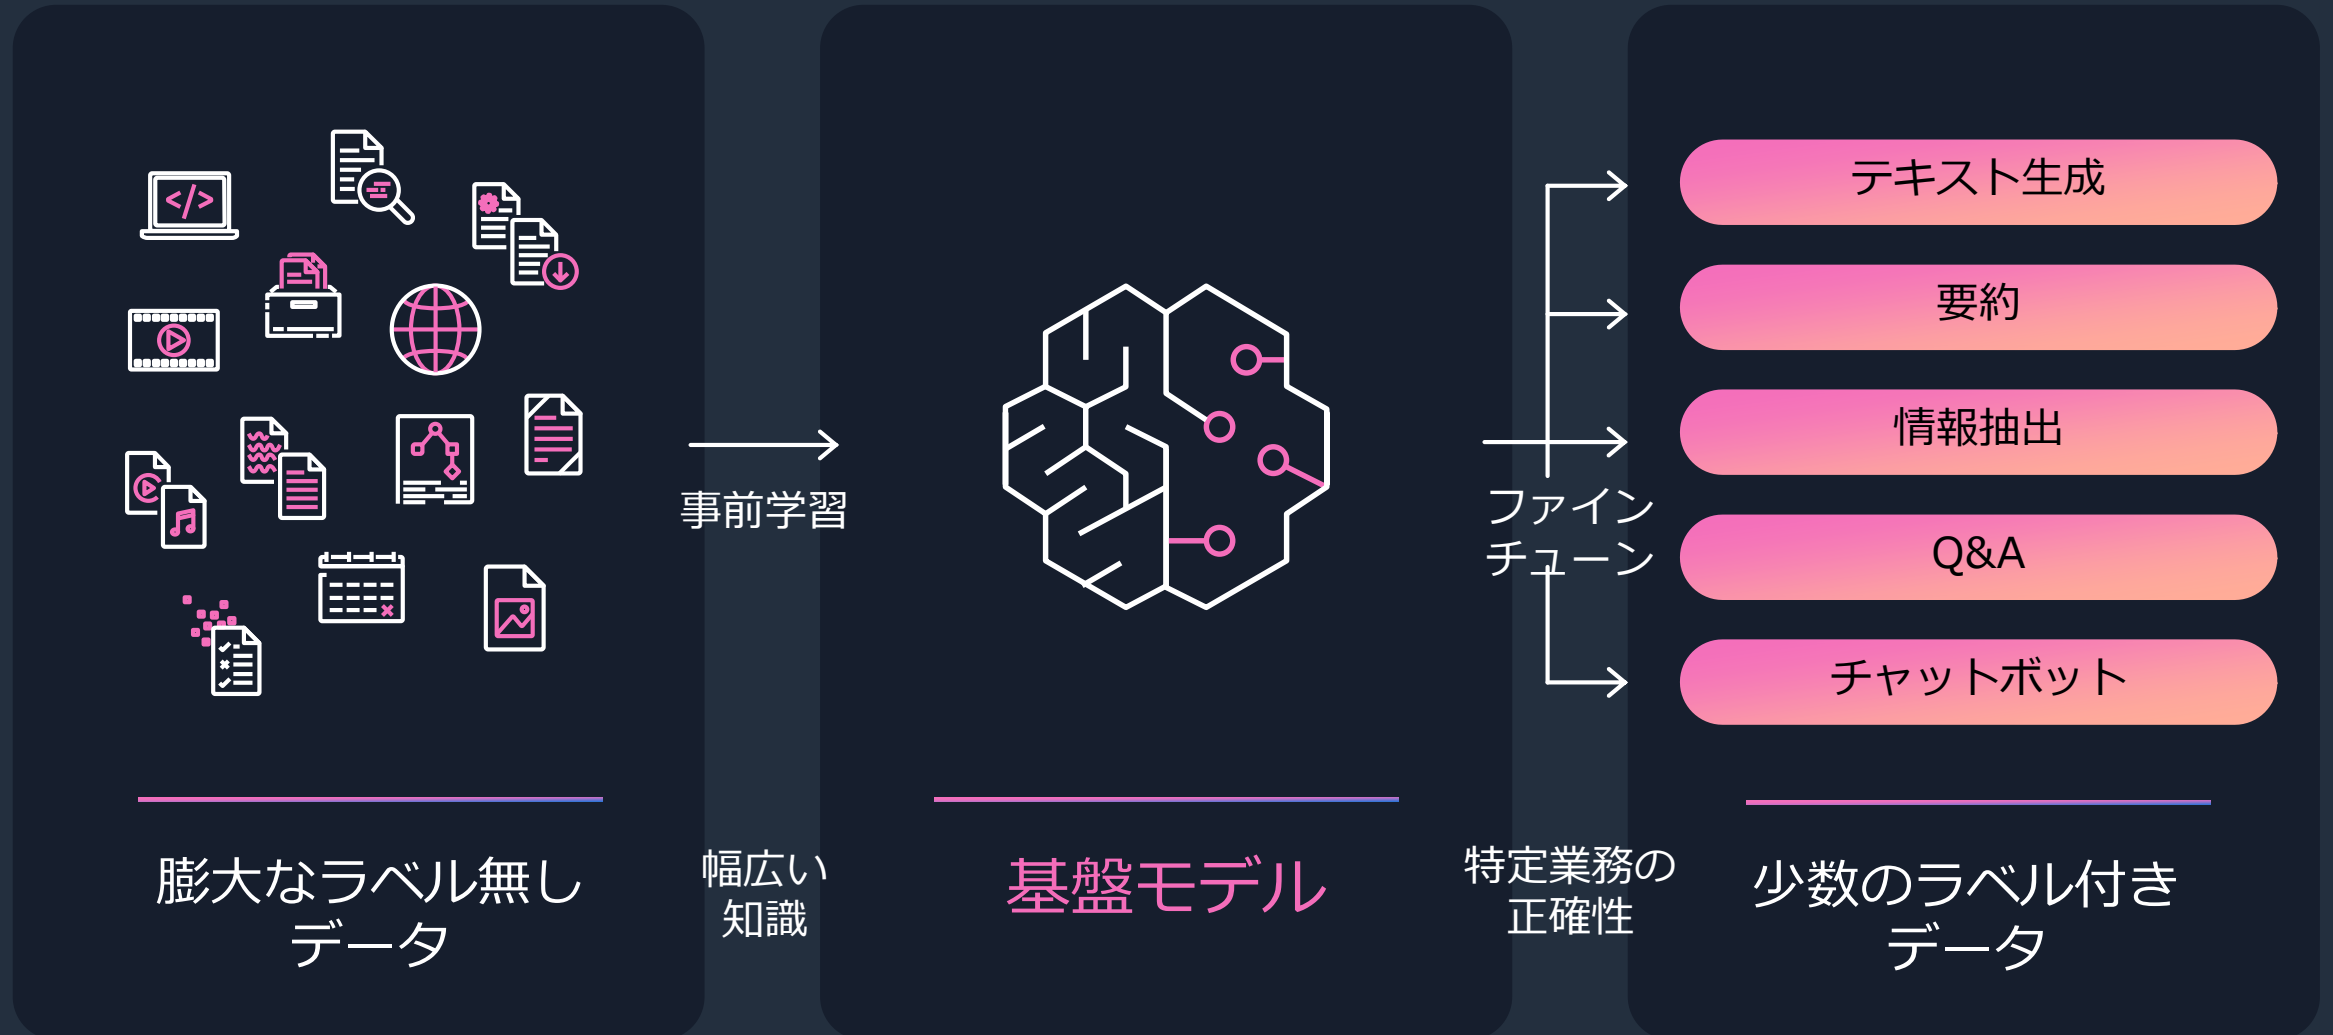 事前学習
膨大なラベル無し
データ
幅広い
知識
基盤モデル
ファイン
チューン
特定業務の
正確性
テキスト生成
要約
情報抽出
Q&A
チャットボット
少数のラベル付き
データ